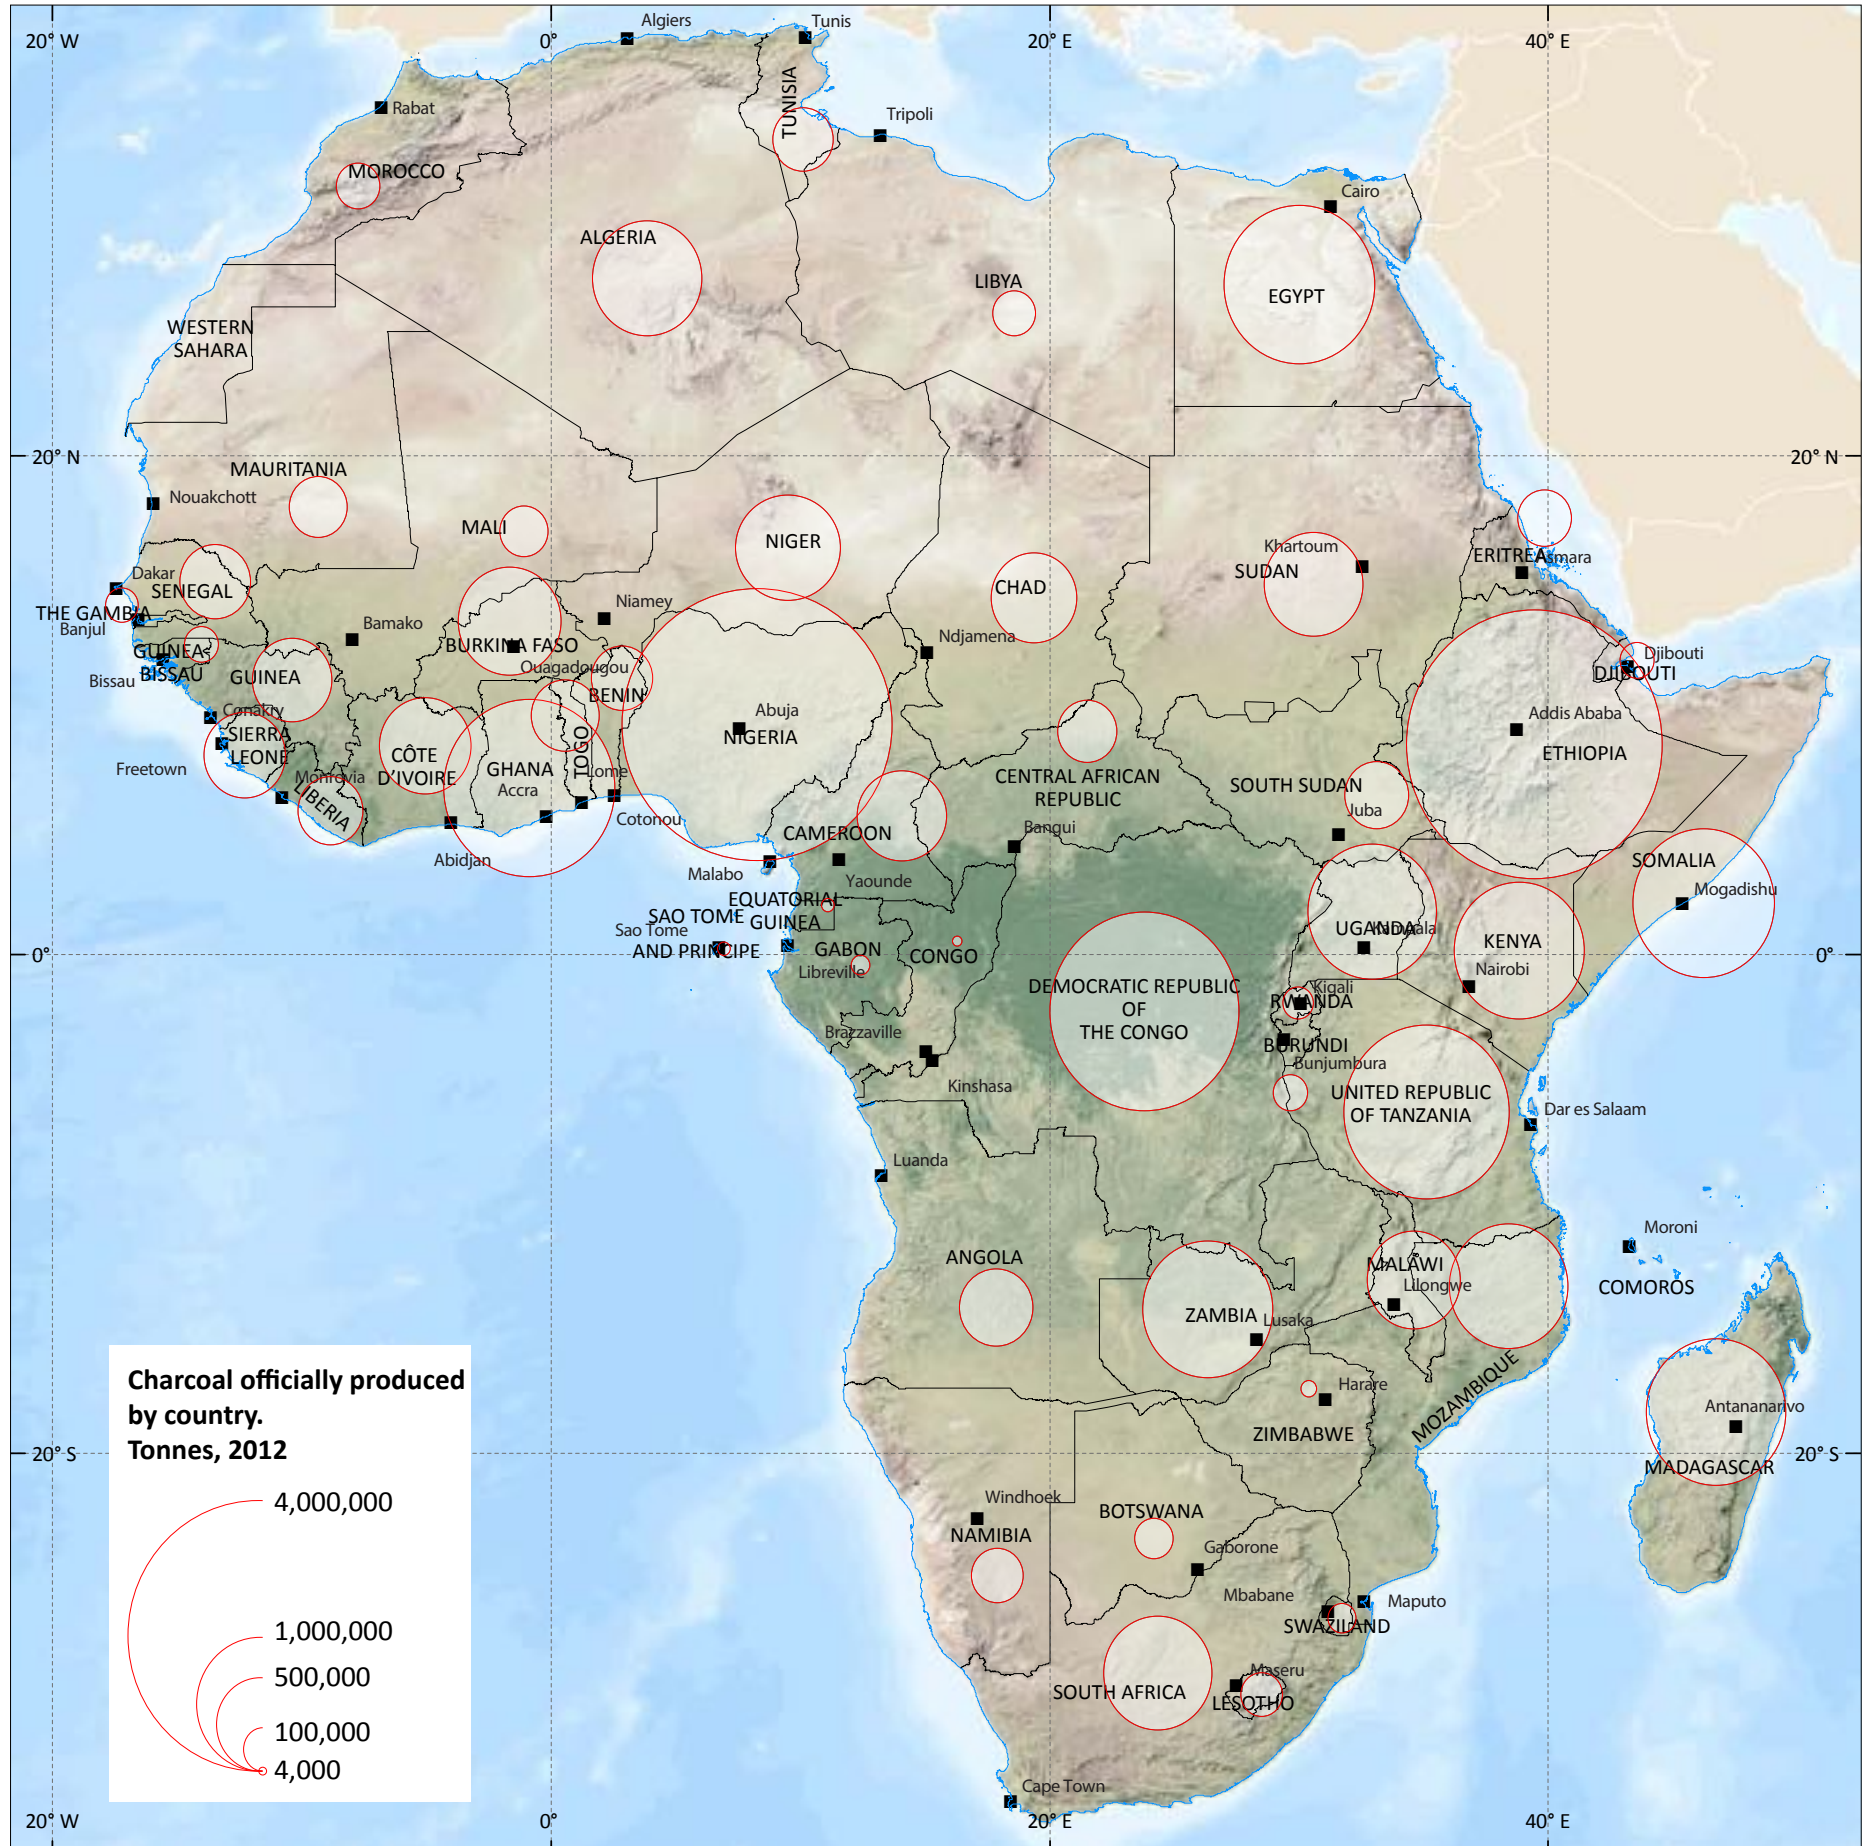 Algiers
Tunis
20° W
0°
20° E
40° E
Rabat
TUNISIA
Tripoli
MOROCCO
Cairo
ALGERIA
LIBYA
EGYPT
WESTERN
SAHARA
20° N
20° N
MAURITANIA
Nouakchott
MALI
NIGER
Khartoum
SUDAN
ERITREA
Asmara
CHAD
Dakar
SENEGAL
THE GAMBIA
Banjul
Niamey
Bamako
BURKINA FASO
Ouagadougou
Ndjamena
GUINEA
BISSAU
Bissau
GUINEA
BENIN
Djibouti
DJIBOUTI
Conakry
SIERRA
LEONE
Freetown
Abuja
NIGERIA
Addis Ababa
ETHIOPIA
CÔTE
D'IVOIRE
GHANA
Accra
TOGO
Lome
Monrovia
LIBERIA
CENTRAL AFRICAN
REPUBLIC
SOUTH SUDAN
Juba
Cotonou
Abidjan
CAMEROON
Bangui
Malabo
Yaounde
SOMALIA
Mogadishu
EQUATORIAL
GUINEA
SAO TOME
AND PRINCIPE
Sao Tome
GABON
Libreville
CONGO
UGANDA
Kampala
KENYA
Nairobi
0°
DEMOCRATIC REPUBLIC
OF
THE CONGO
Kigali
RWANDA
Brazzaville
BURUNDI
Bunjumbura
Kinshasa
UNITED REPUBLIC
OF TANZANIA
Dar es Salaam
Luanda
Moroni
COMOROS
ANGOLA
MALAWI
Lilongwe
ZAMBIA
Lusaka
MOZAMBIQUE
Harare
ZIMBABWE
Antananarivo
MADAGASCAR
20° S
20° S
Windhoek
NAMIBIA
BOTSWANA
Gaborone
Mbabane
Maputo
SWAZILAND
Maseru
SOUTH AFRICA
LESOTHO
Cape Town
Charcoal officially produced
by country.
Tonnes, 2012
4,000,000
1,000,000
500,000
100,000
4,000
20° W
0°
20° E
40° E